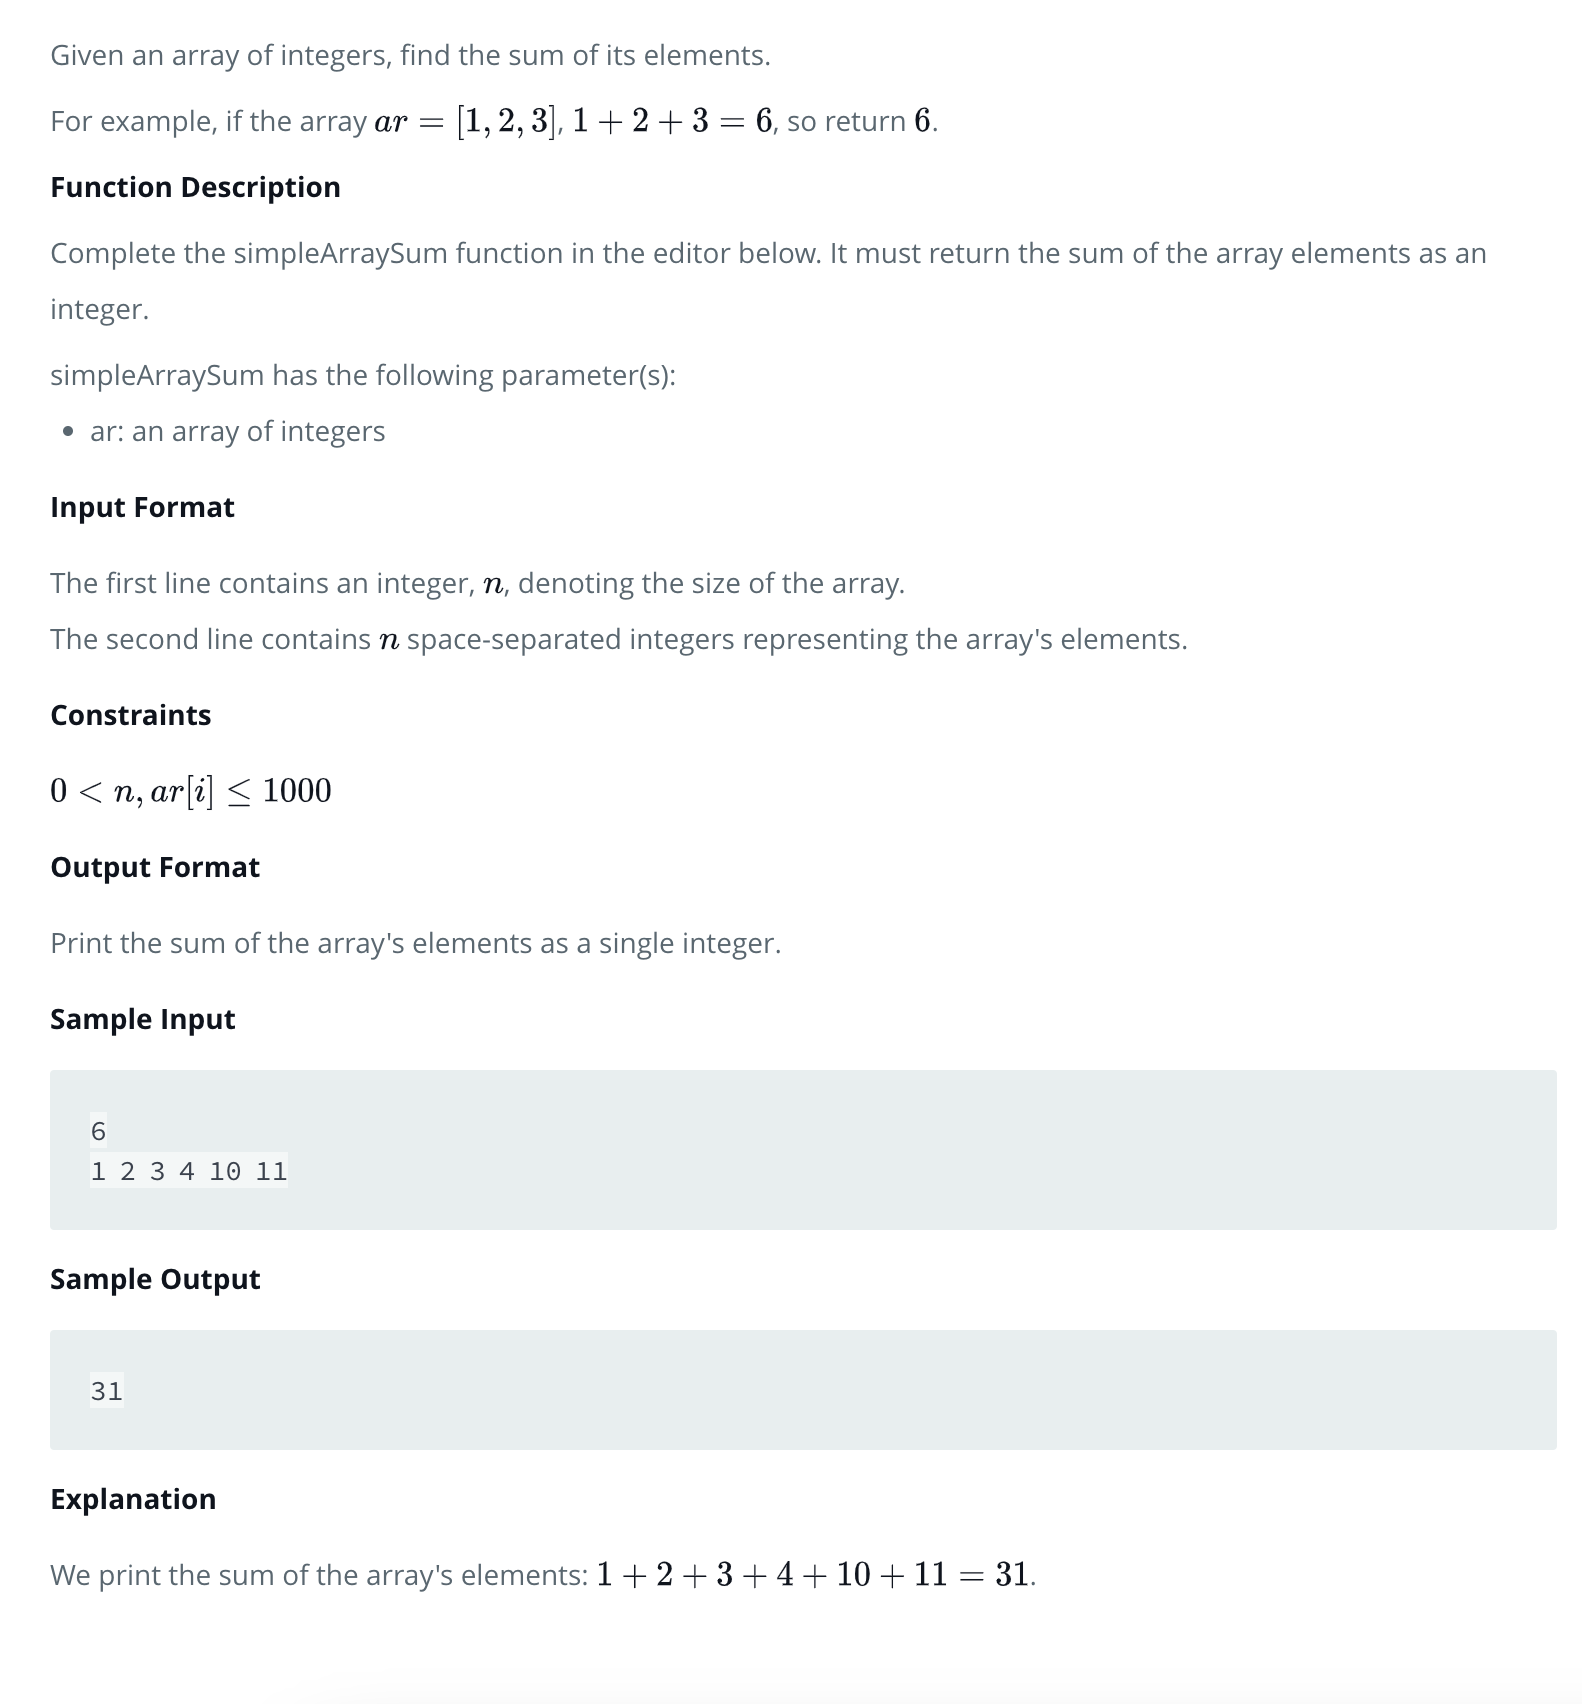 Given an array of integers, find the sum of its elements.
For example, if the array ar = [1, 2, 3], 1 + 2 + 3 = 6, so return 6.
Function Description
Complete the simpleArraySum function in the editor below. It must return the sum of the array elements as an
integer.
simpleArraySum has the following parameter(s):
• ar: an array of integers
Input Format
The first line contains an integer, n, denoting the size of the array.
The second line contains n space-separated integers representing the array's elements.
Constraints
0 < n, ar[i] ≤ 1000
Output Format
Print the sum of the array's elements as a single integer.
Sample Input
6
1 2 3 4 10 11
Sample Output
31
Explanation
We print the sum of the array's elements: 1 + 2 + 3 + 4 + 10 + 11 = 31.